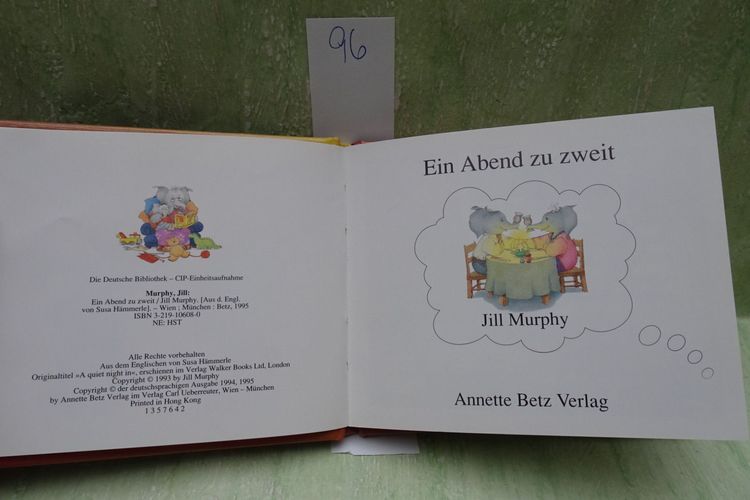 96
Die Deutsche Bibliothek – CIP-Einheitsaufnahme
Murphy, Jill:
Ein Abend zu zweit / Jill Murphy. [Aus d. Engl.
von Susa Hämmerle]. – Wien ; München : Betz, 1995
ISBN 3-219-10608-0
NE: HST
Alle Rechte vorbehalten
Aus dem Englischen von Susa Hämmerle
Originaltitel »A quiet night in«, erschienen im Verlag Walker Books Ltd, London
Copyright © 1993 by Jill Murphy
Copyright © der deutschsprachigen Ausgabe 1994, 1995
by Annette Betz Verlag im Verlag Carl Ueberreuter, Wien – München
Printed in Hong Kong
1 3 5 7 6 4 2
Ein Abend zu zweit
Jill Murphy
Annette Betz Verlag